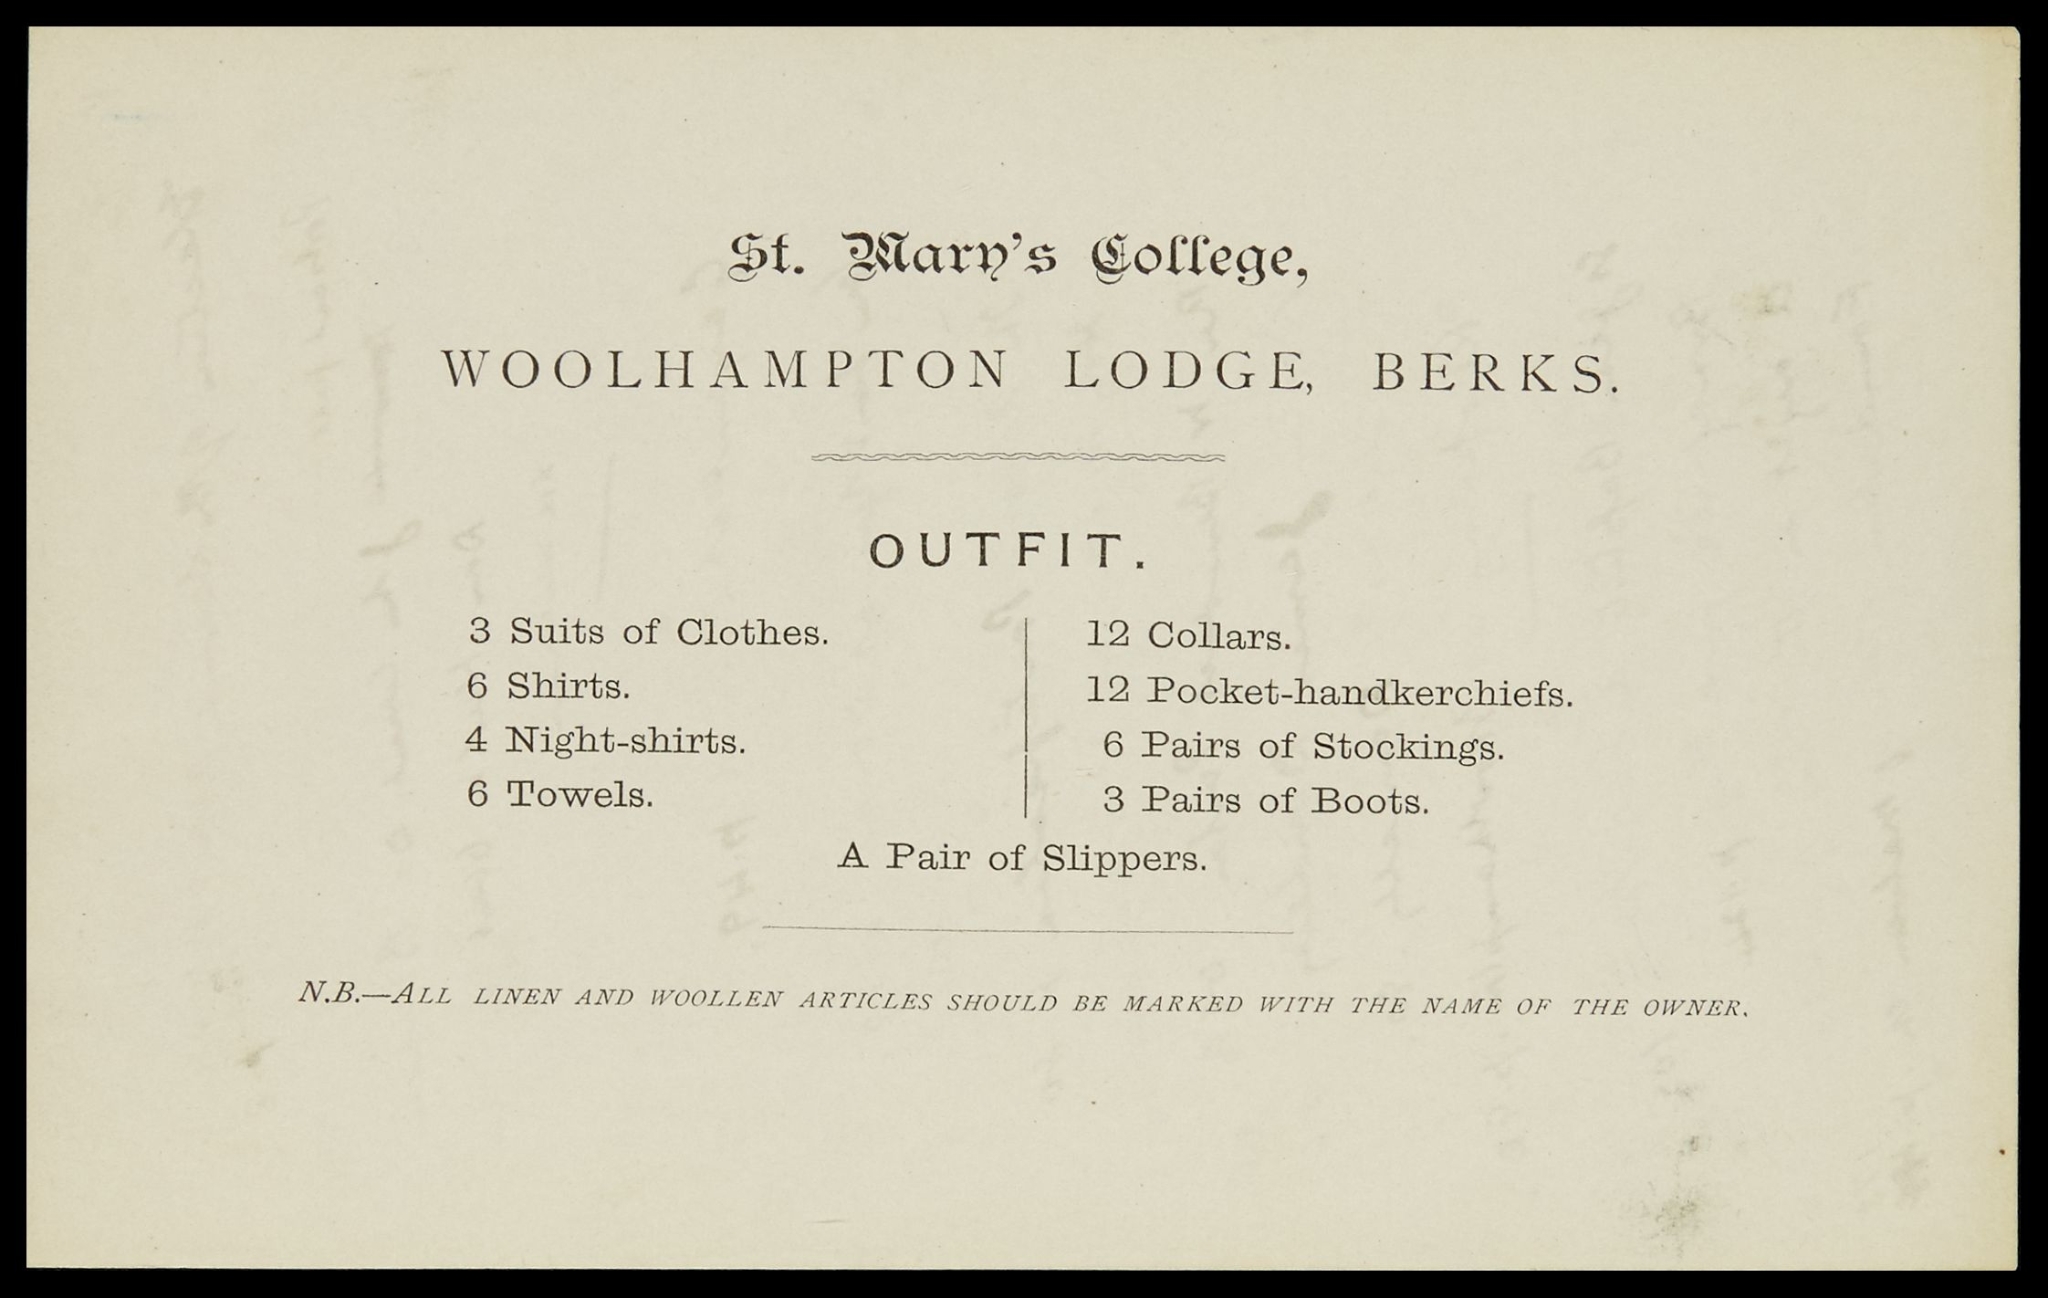 St. Mary's College,
WOOLHAMPTON LODGE, BERKS.
OUTFIT.
3 Suits of Clothes.
6 Shirts.
4 Night-shirts.
6 Towels.
12 Collars.
12 Pocket-handkerchiefs.
6 Pairs of Stockings.
3 Pairs of Boots.
A Pair of Slippers.
N.B.—ALL LINEN AND WOOLLEN ARTICLES SHOULD BE MARKED WITH THE NAME OF THE OWNER.